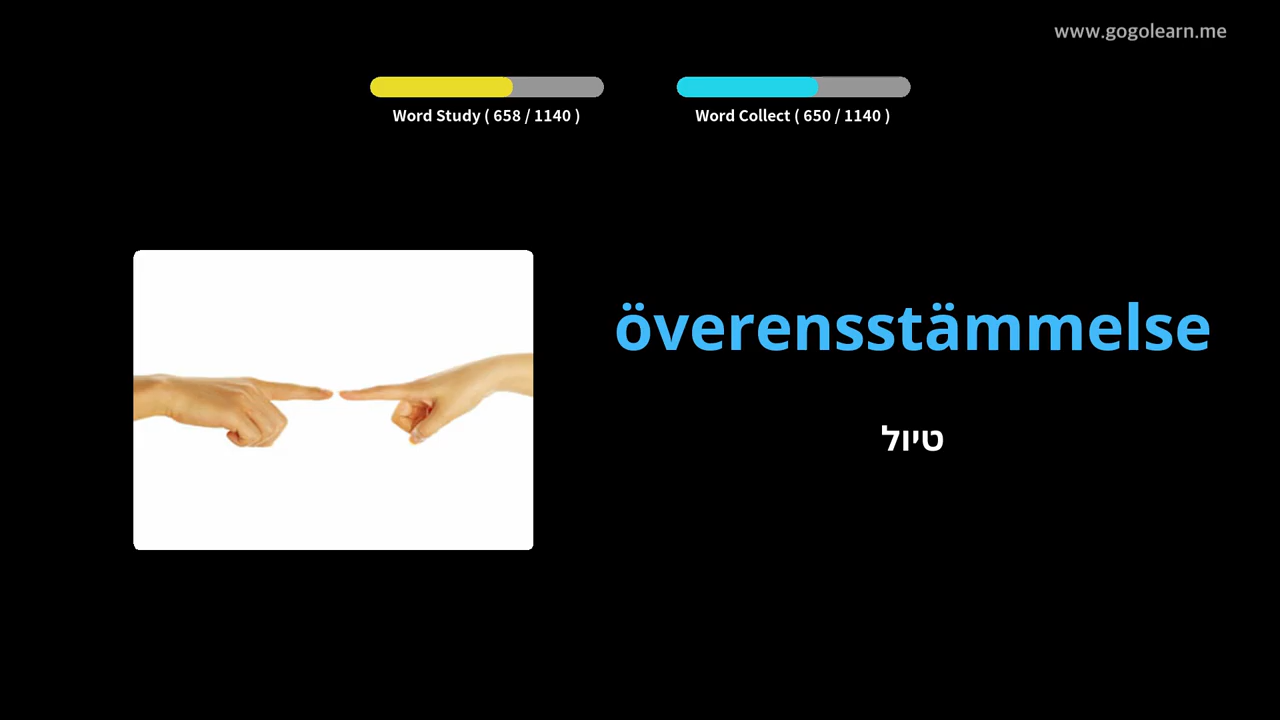 www.gogolearn.me
Word Study ( 658 / 1140 )
Word Collect ( 650 / 1140 )
överensstämmelse
טיול